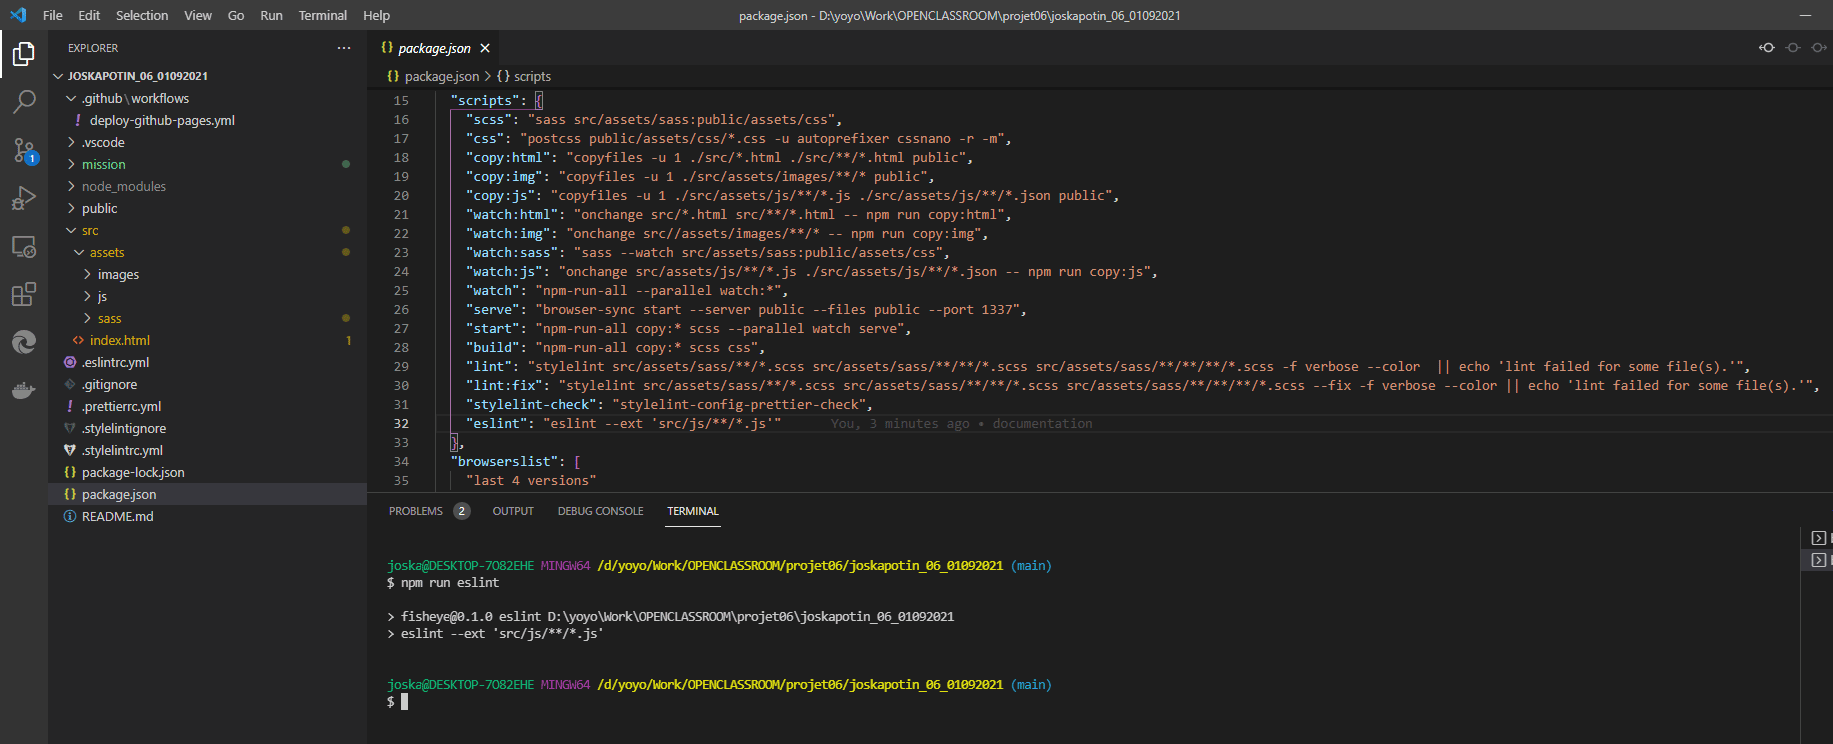 File Edit Selection View Go Run Terminal Help
package.json - D:\yoyo\Work\OPENCLASSROOM\projet06\joskapotin_06_01092021
EXPLORER
JOSKAPOTIN_06_01092021
.github\workflows
! deploy-github-pages.yml
.vscode
mission
node_modules
public
src
assets
images
js
sass
<> index.html 1
.eslintrc.yml
.gitignore
! .prettierrc.yml
.stylelintignore
.stylelintrc.yml
{} package-lock.json
{} package.json
README.md
1
{} package.json
{} package.json > {} scripts
15 "scripts": {
16 "scss": "sass src/assets/sass:public/assets/css",
17 "css": "postcss public/assets/css/*.css -u autoprefixer cssnano -r -m",
18 "copy:html": "copyfiles -u 1 ./src/*.html ./src/**/*.html public",
19 "copy:img": "copyfiles -u 1 ./src/assets/images/**/* public",
20 "copy:js": "copyfiles -u 1 ./src/assets/js/**/*.js ./src/assets/js/**/*.json public",
21 "watch:html": "onchange src/*.html src/**/*.html -- npm run copy:html",
22 "watch:img": "onchange src//assets/images/**/* -- npm run copy:img",
23 "watch:sass": "sass --watch src/assets/sass:public/assets/css",
24 "watch:js": "onchange src/assets/js/**/*.js ./src/assets/js/**/*.json -- npm run copy:js",
25 "watch": "npm-run-all --parallel watch:*",
26 "serve": "browser-sync start --server public --files public --port 1337",
27 "start": "npm-run-all copy:* scss --parallel watch serve",
28 "build": "npm-run-all copy:* scss css",
29 "lint": "stylelint src/assets/sass/**/*.scss src/assets/sass/**/**/*.scss src/assets/sass/**/**/**/*.scss -f verbose --color  || echo 'lint failed for some file(s).'",
30 "lint:fix": "stylelint src/assets/sass/**/*.scss src/assets/sass/**/**/*.scss src/assets/sass/**/**/**/*.scss --fix -f verbose --color || echo 'lint failed for some file(s).'",
31 "stylelint-check": "stylelint-config-prettier-check",
32 "eslint": "eslint --ext 'src/js/**/*.js'" You, 3 minutes ago • documentation
33 },
34 "browserslist": [
35 "last 4 versions"
PROBLEMS 2 OUTPUT DEBUG CONSOLE TERMINAL
joska@DESKTOP-7O82EHE MINGW64 /d/yoyo/Work/OPENCLASSROOM/projet06/joskapotin_06_01092021 (main)
$ npm run eslint
> fisheye@0.1.0 eslint D:\yoyo\Work\OPENCLASSROOM\projet06\joskapotin_06_01092021
> eslint --ext 'src/js/**/*.js'
joska@DESKTOP-7O82EHE MINGW64 /d/yoyo/Work/OPENCLASSROOM/projet06/joskapotin_06_01092021 (main)
$